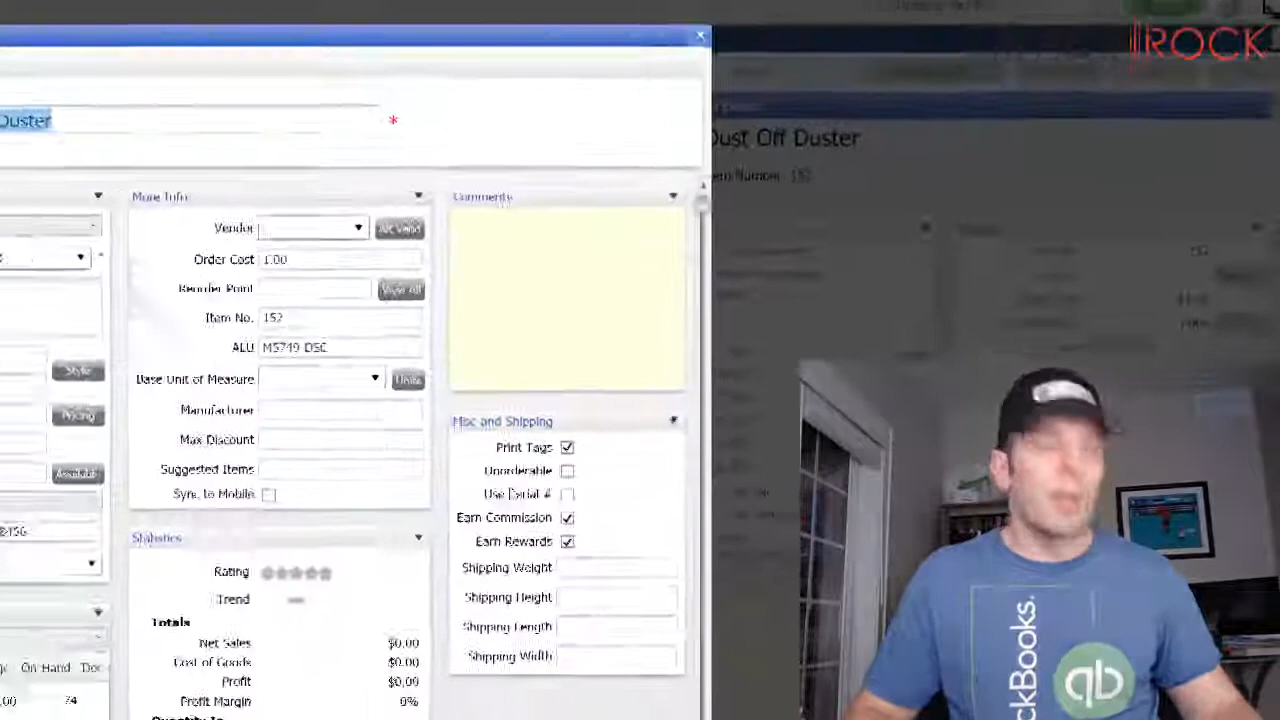 ROCK
Duster
*
Dust Off Duster
Item Number 152
More Info
Vendor
Order Cost 1.00
Reorder Point
View All
Item No. 152
ALU M5749 DSC
Base Unit of Measure
Units
Manufacturer
Max Discount
Suggested Items
Sync to Mobile
Style
Pricing
Available
On Hand
74
Statistics
Rating
Trend
Totals
Net Sales $0.00
Cost of Goods $0.00
Profit $0.00
Profit Margin 0%
Comments
Misc and Shipping
Print Tags
Unorderable
Use Serial #
Earn Commission
Earn Rewards
Shipping Weight
Shipping Height
Shipping Length
Shipping Width
ckBooks.
qb